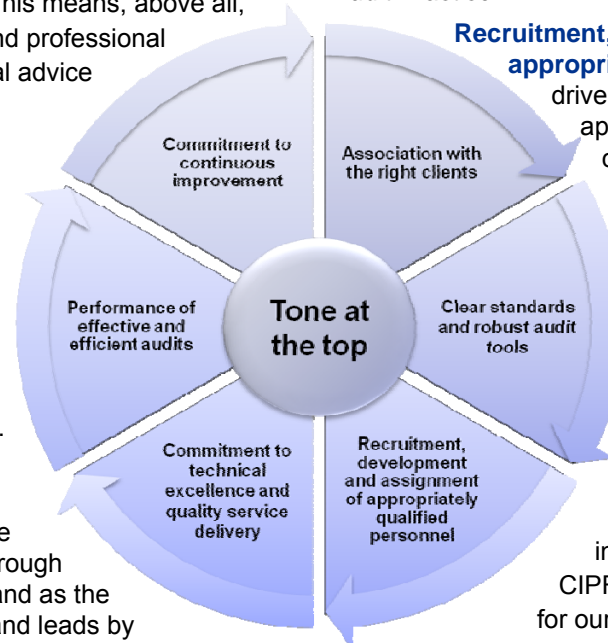 This means, above all,
nd professional
al advice
Recruitment,
appropri
drive
ap
Commitment to
continuous
improvement
Association with
the right clients
Performance of
effective and
efficient audits
Tone at
the top
Clear standards
and robust audit
tools
Commitment to
technical
excellence and
quality service
delivery
Recruitment,
development
and assignment
of appropriately
qualified
personnel
e
rough
and as the
and leads by
in
CIPF
for our